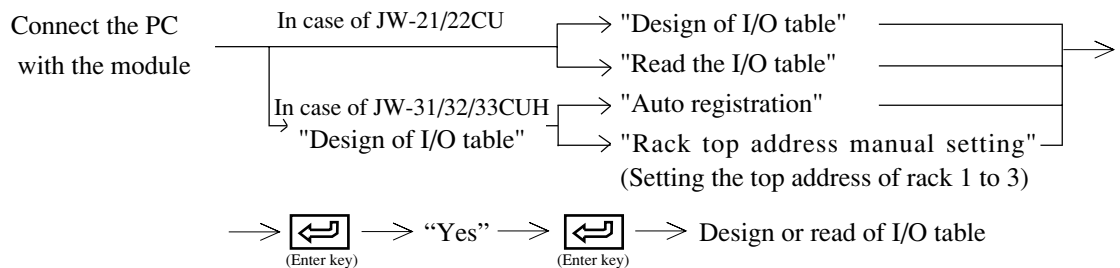 Connect the PC
with the module
In case of JW-21/22CU
"Design of I/O table"
"Read the I/O table"
In case of JW-31/32/33CUH
"Design of I/O table"
"Auto registration"
"Rack top address manual setting"
(Setting the top address of rack 1 to 3)
(Enter key)
“Yes”
(Enter key)
Design or read of I/O table